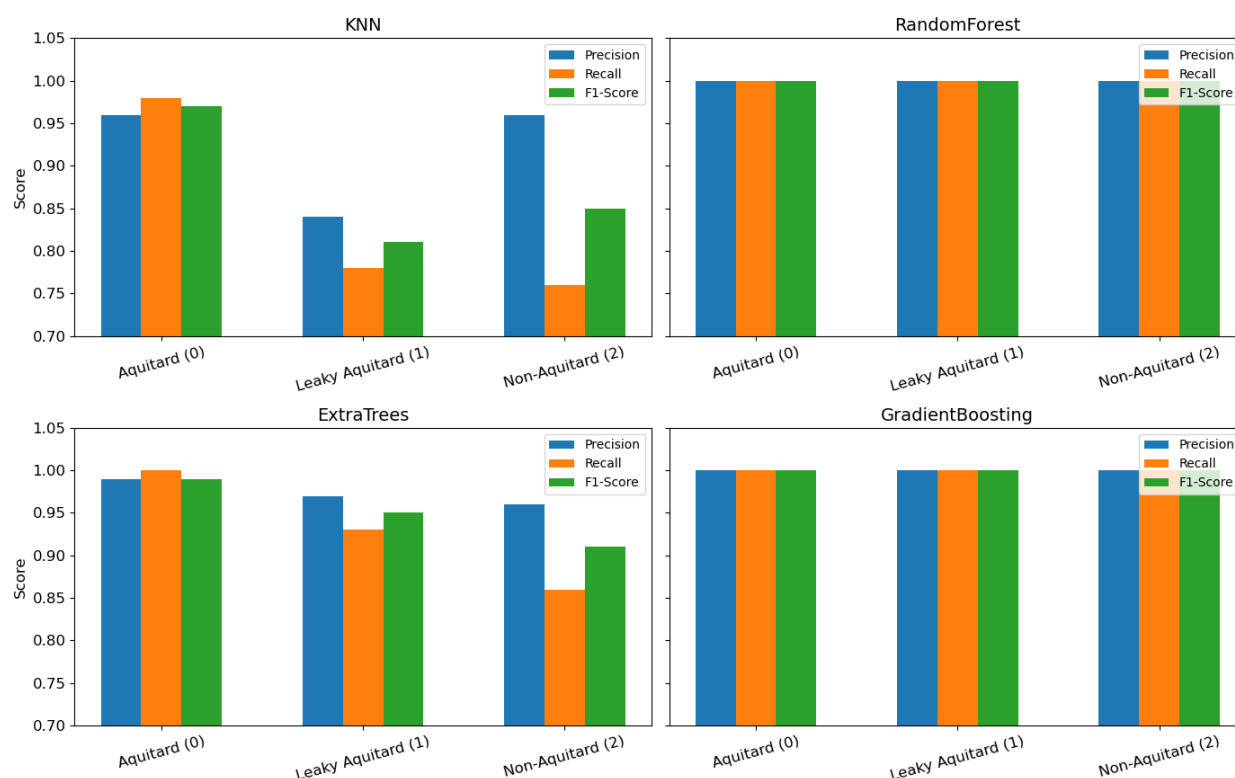 KNN
1.05
1.00
0.95
0.90
0.85
0.80
0.75
0.70
Score
Precision
Recall
F1-Score
Aquitard (0)
Leaky Aquitard (1)
Non-Aquitard (2)
RandomForest
Precision
Recall
F1-Score
Aquitard (0)
Leaky Aquitard (1)
Non-Aquitard (2)
ExtraTrees
1.05
1.00
0.95
0.90
0.85
0.80
0.75
0.70
Score
Precision
Recall
F1-Score
Aquitard (0)
Leaky Aquitard (1)
Non-Aquitard (2)
GradientBoosting
Precision
Recall
F1-Score
Aquitard (0)
Leaky Aquitard (1)
Non-Aquitard (2)